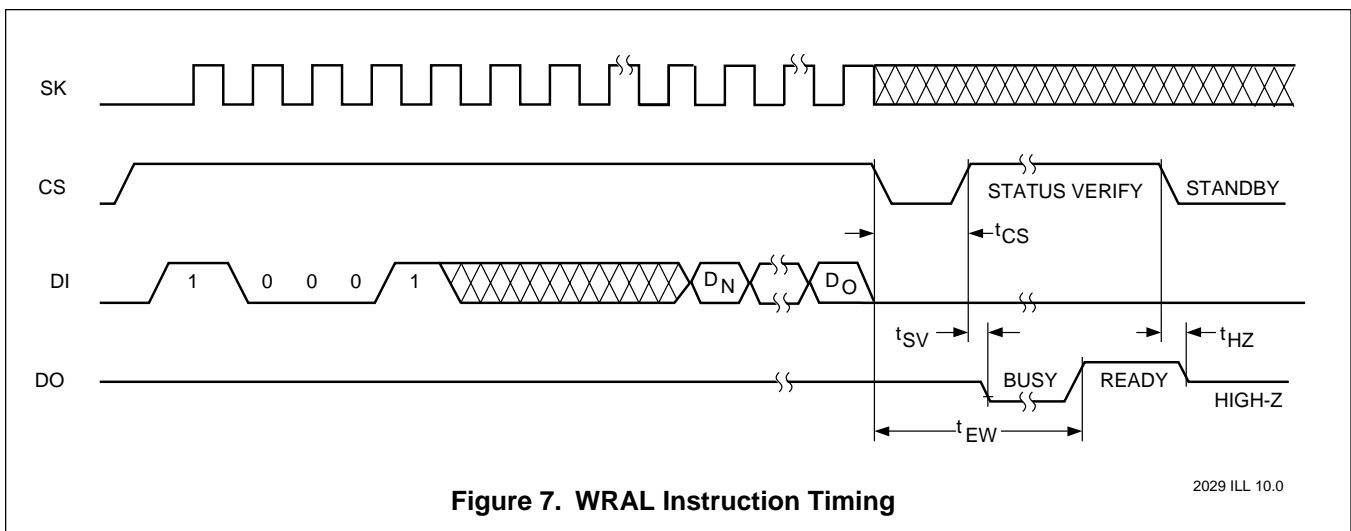 SK
CS
STATUS VERIFY
STANDBY
tCS
DI
1
0
0
0
1
DN
DO
tSV
tHZ
DO
BUSY
READY
HIGH-Z
tEW
Figure 7. WRAL Instruction Timing
2029 ILL 10.0